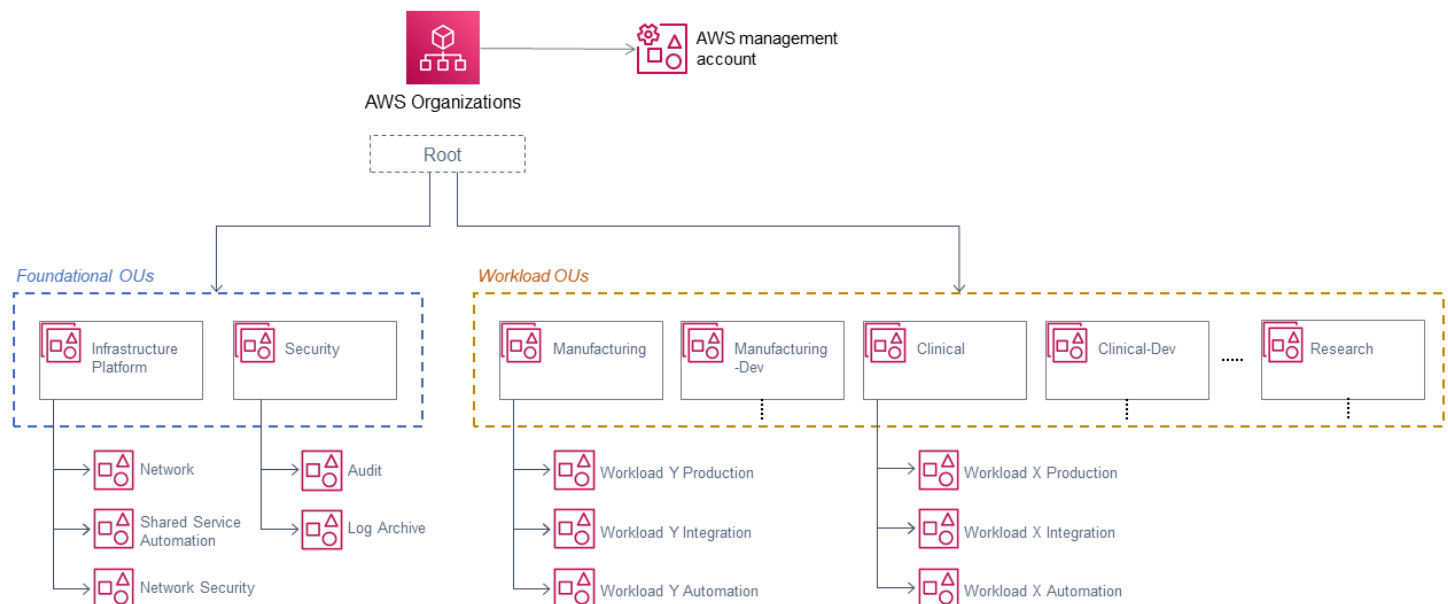 AWS management
account
AWS Organizations
Root
Foundational OUs
Workload OUs
Infrastructure
Platform
Security
Manufacturing
Manufacturing
-Dev
Clinical
Clinical-Dev
.....
Research
Network
Shared Service
Automation
Network Security
Audit
Log Archive
Workload Y Production
Workload Y Integration
Workload Y Automation
Workload X Production
Workload X Integration
Workload X Automation